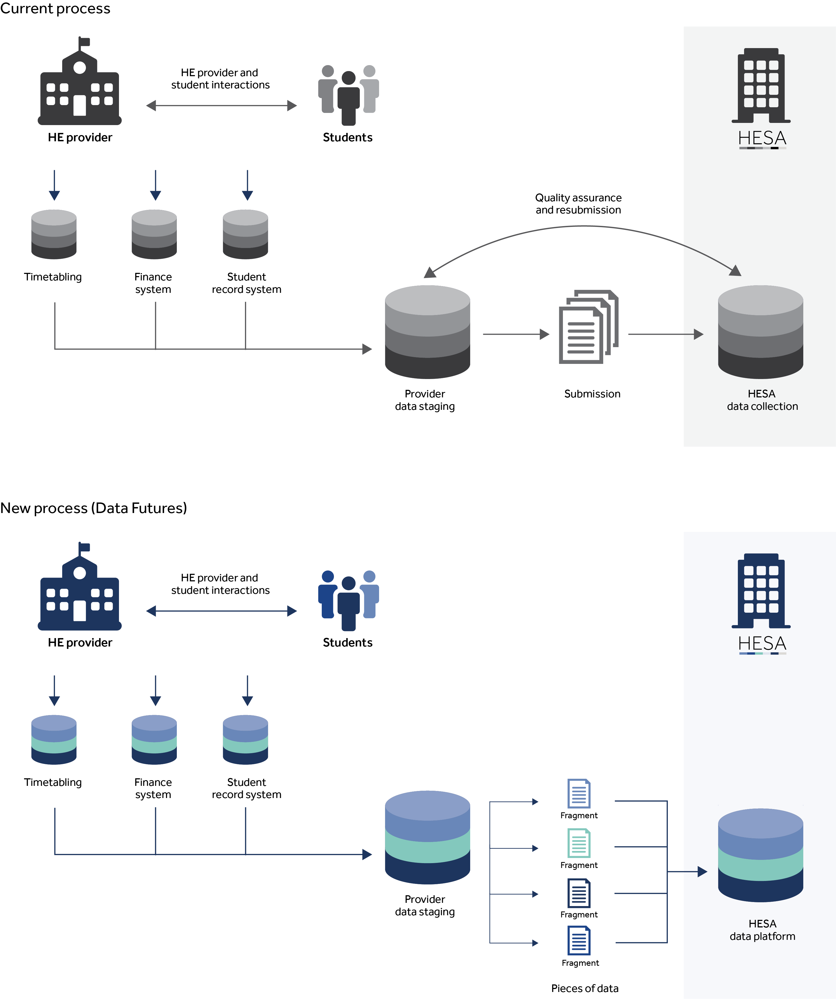 Current process
HE provider and
student interactions
HE provider
Students
HESA
Quality assurance
and resubmission
Timetabling
Finance
system
Student
record system
Provider
data staging
Submission
HESA
data collection
New process (Data Futures)
HE provider and
student interactions
HE provider
Students
HESA
Timetabling
Finance
system
Student
record system
Provider
data staging
Fragment
Fragment
Fragment
Fragment
Pieces of data
HESA
data platform